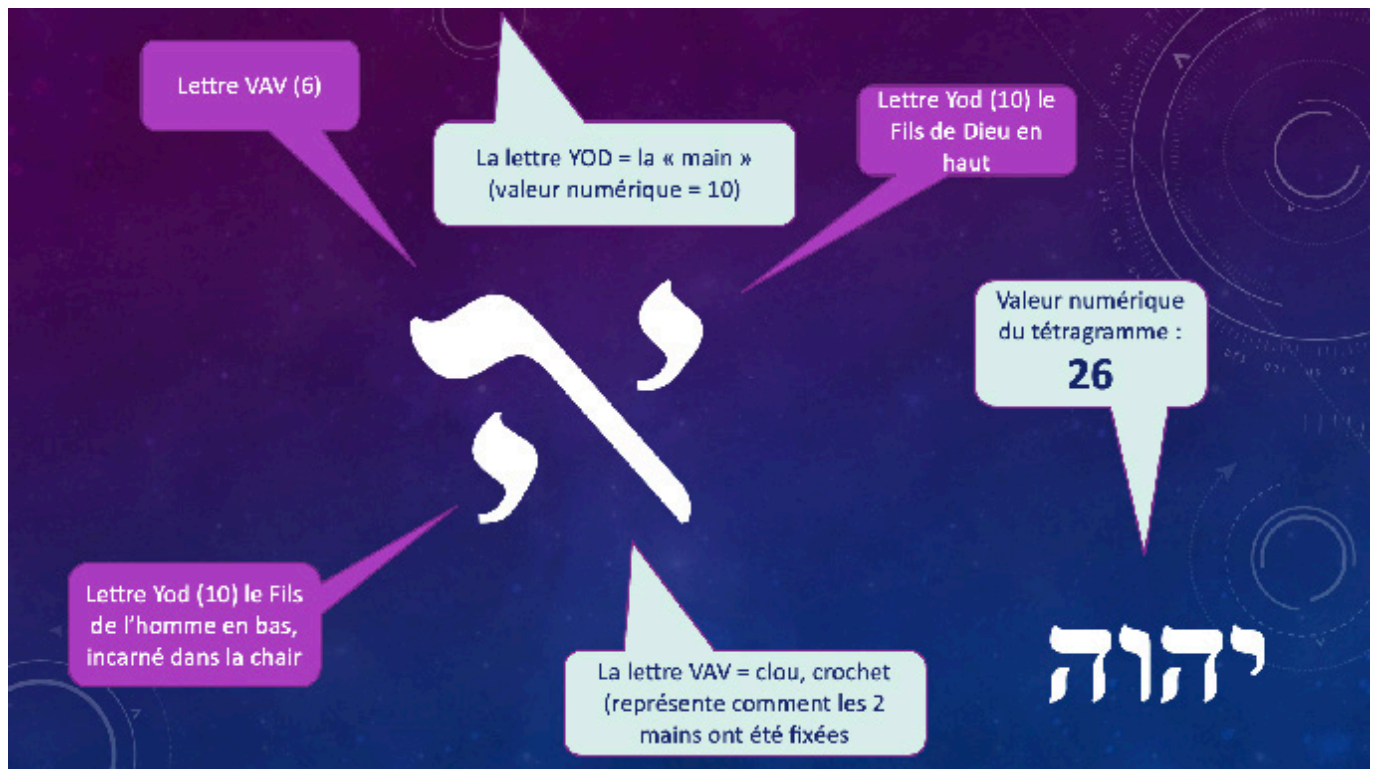 Lettre VAV (6)
La lettre YOD = la « main »
(valeur numérique = 10)
Lettre Yod (10) le
Fils de Dieu en
haut
Valeur numérique
du tétragramme :
26
א
Lettre Yod (10) le Fils
de l’homme en bas,
incarné dans la chair
La lettre VAV = clou, crochet
(représente comment les 2
mains ont été fixées
יהוה